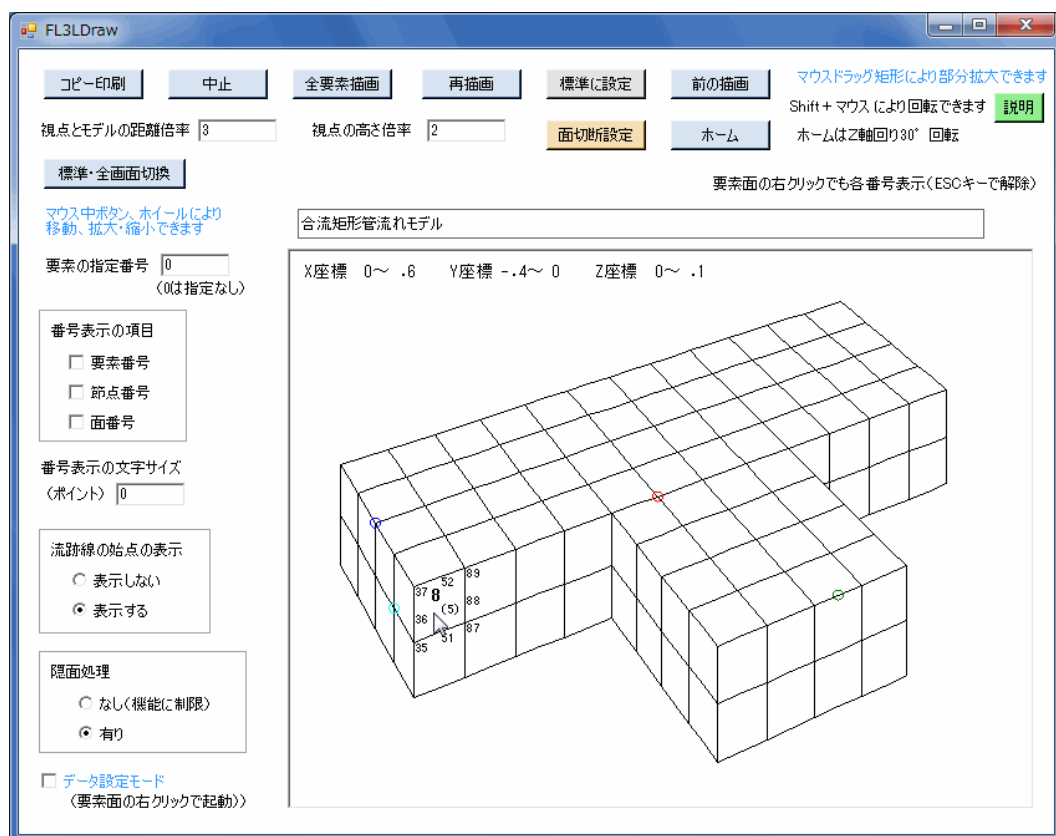 FL3LDraw
コピー印刷 中止 全要素描画 再描画 標準に設定 前の描画 マウスドラッグ矩形により部分拡大できます
Shift+マウス により回転できます 説明
視点とモデルの距離倍率 3 視点の高さ倍率 2 面切断設定 ホーム ホームはZ軸回り30° 回転
標準・全画面切換
要素面の右クリックでも各番号表示(ESCキーで解除)
マウス中ボタン、ホイールにより
移動、拡大・縮小できます
合流矩形管流れモデル
要素の指定番号 0
(0は指定なし)
X座標 0～ .6 Y座標 -.4～ 0 Z座標 0～ .1
番号表示の項目
要素番号
節点番号
面番号
番号表示の文字サイズ
(ポイント) 0
流跡線の始点の表示
表示しない
表示する
隠面処理
なし(機能に制限)
有り
データ設定モード
(要素面の右クリックで起動))
37 8 52 89
36 (5) 88
35 51 87